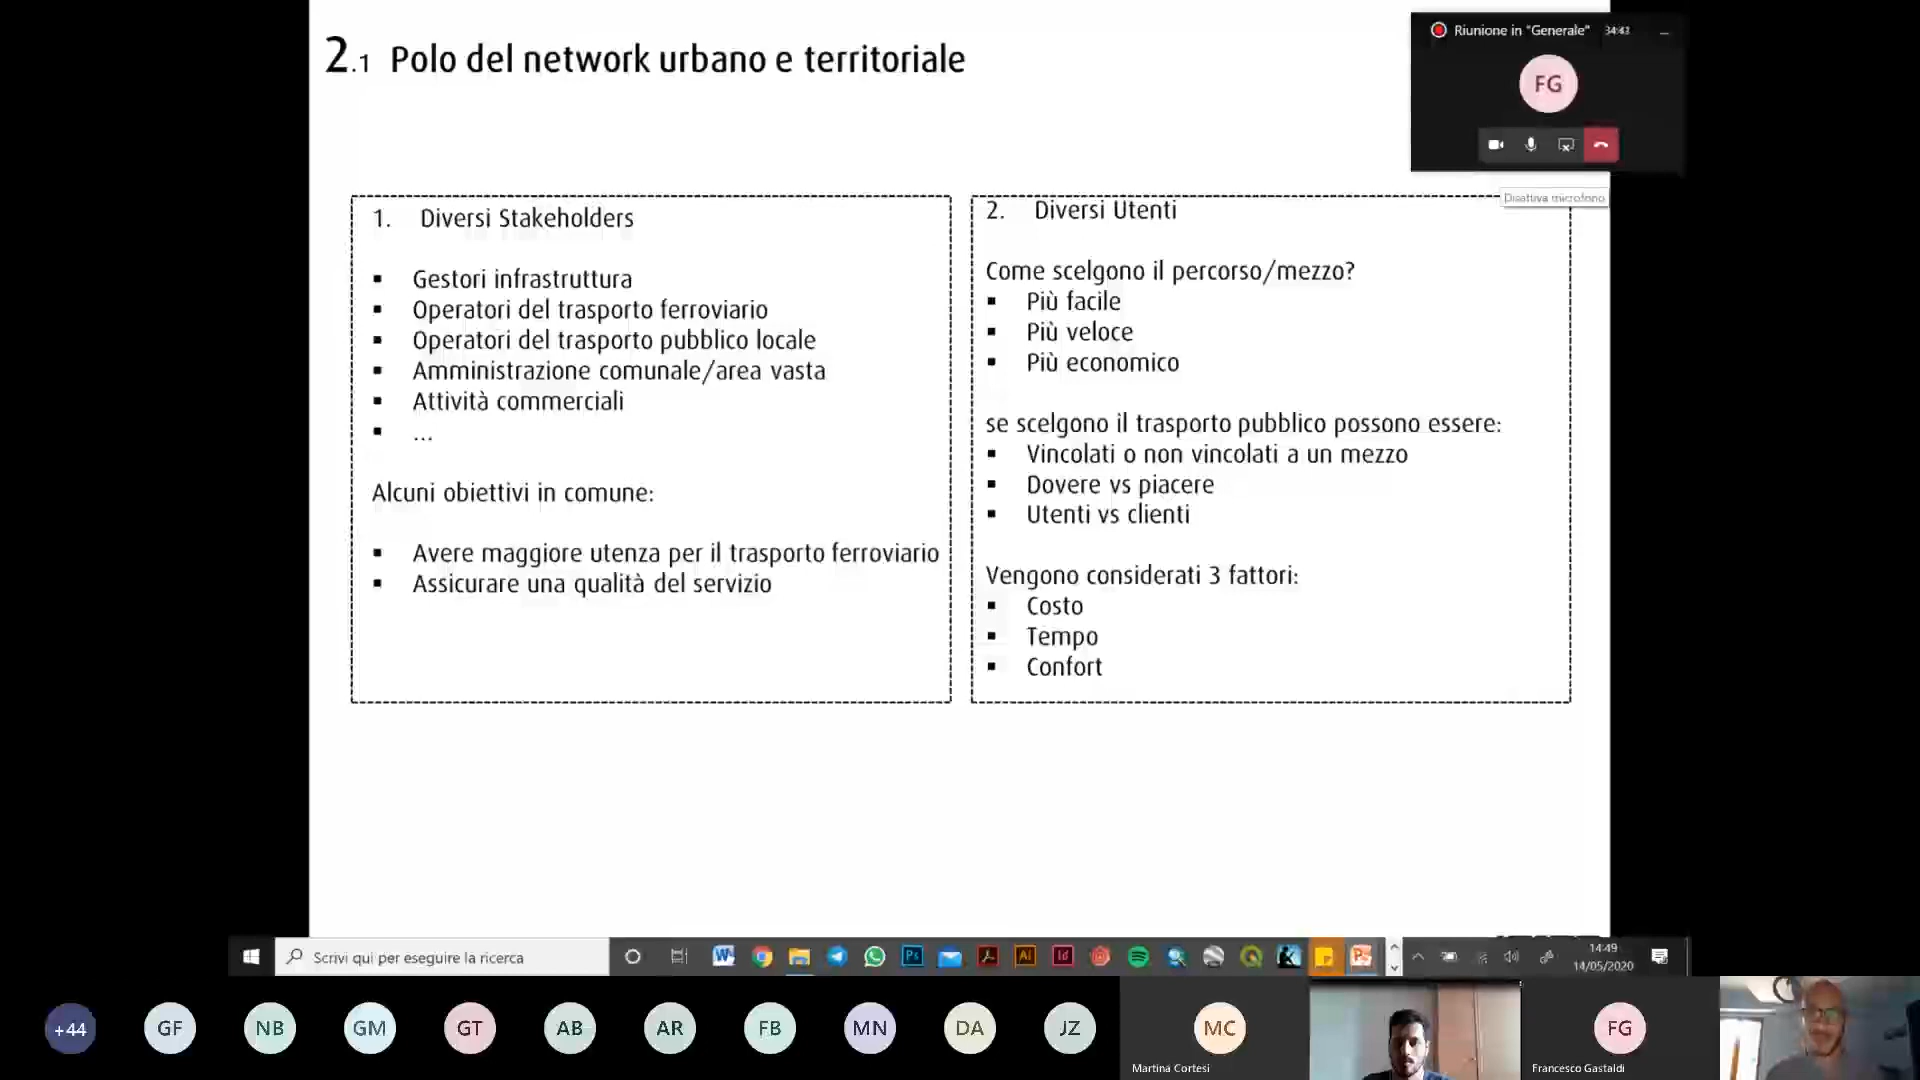 2.1 Polo del network urbano e territoriale
Riunione in "Generale" 34:43
FG
Disattiva microfono
1. Diversi Stakeholders
▪ Gestori infrastruttura
▪ Operatori del trasporto ferroviario
▪ Operatori del trasporto pubblico locale
▪ Amministrazione comunale/area vasta
▪ Attività commerciali
▪ ...
Alcuni obiettivi in comune:
▪ Avere maggiore utenza per il trasporto ferroviario
▪ Assicurare una qualità del servizio
2. Diversi Utenti
Come scelgono il percorso/mezzo?
▪ Più facile
▪ Più veloce
▪ Più economico
se scelgono il trasporto pubblico possono essere:
▪ Vincolati o non vincolati a un mezzo
▪ Dovere vs piacere
▪ Utenti vs clienti
Vengono considerati 3 fattori:
▪ Costo
▪ Tempo
▪ Confort
Scrivi qui per eseguire la ricerca
Ps
Ai
Id
14:49
14/05/2020
+44 GF NB GM GT AB AR FB MN DA JZ MC FG
Martina Cortesi
Francesco Gastaldi